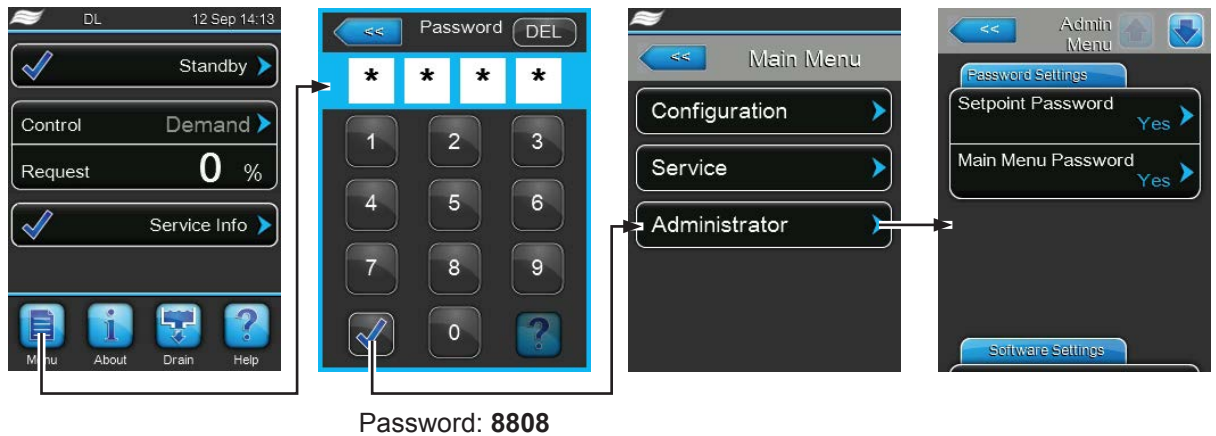 DL 12 Sep 14:13
Standby
Control Demand
Request 0 %
Service Info
Menu About Drain Help
<< Password DEL
* * * *
1 2 3
4 5 6
7 8 9
0 ?
Password: 8808
<< Main Menu
Configuration
Service
Administrator
<< Admin
Menu
Password Settings
Setpoint Password
Yes
Main Menu Password
Yes
Software Settings